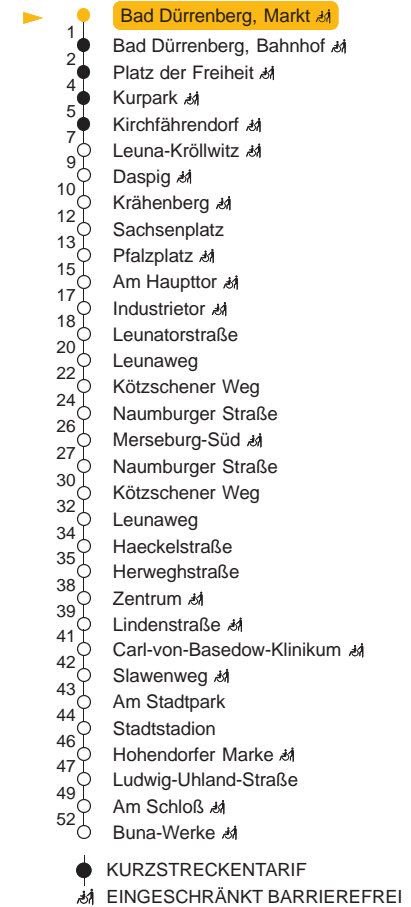 Bad Dürrenberg, Markt
1
Bad Dürrenberg, Bahnhof
2
Platz der Freiheit
4
Kurpark
5
Kirchfährendorf
7
Leuna-Kröllwitz
9
Daspig
10
Krähenberg
12
Sachsenplatz
13
Pfalzplatz
15
Am Haupttor
17
Industrietor
18
Leunatorstraße
20
Leunaweg
22
Kötzschener Weg
24
Naumburger Straße
26
Merseburg-Süd
27
Naumburger Straße
30
Kötzschener Weg
32
Leunaweg
34
Haeckelstraße
35
Herweghstraße
38
Zentrum
39
Lindenstraße
41
Carl-von-Basedow-Klinikum
42
Slawenweg
43
Am Stadtpark
44
Stadtstadion
46
Hohendorfer Marke
47
Ludwig-Uhland-Straße
49
Am Schloß
52
Buna-Werke
KURZSTRECKENTARIF
EINGESCHRÄNKT BARRIEREFREI